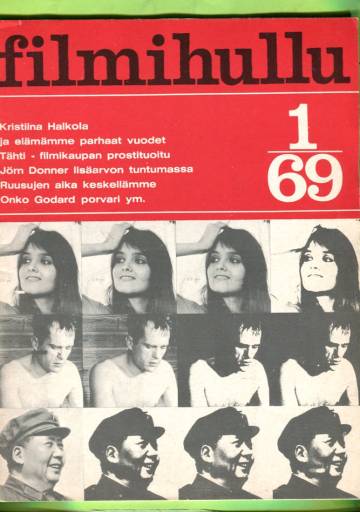 filmihullu
Kristiina Halkola
ja elämämme parhaat vuodet
Tähti - filmikaupan prostituoitu
Jörn Donner lisäarvon tuntumassa
Ruusujen aika keskellämme
Onko Godard porvari ym.
1
69